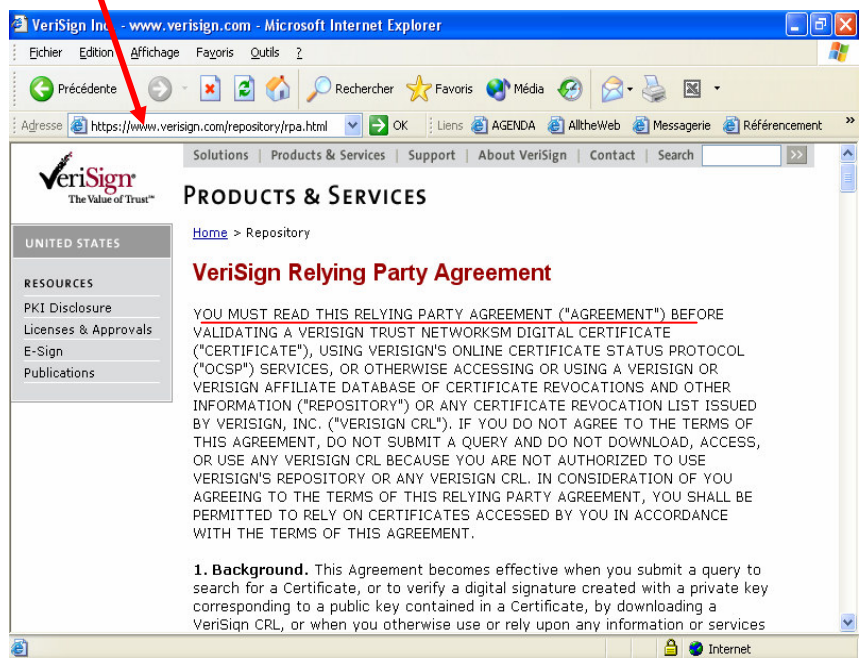 VeriSign Inc. - www.verisign.com - Microsoft Internet Explorer
Fichier Edition Affichage Favoris Outils ?
Précédente Rechercher Favoris Média
Adresse https://www.verisign.com/repository/rpa.html OK Liens AGENDA AlltheWeb Messagerie Référencement »
Solutions | Products & Services | Support | About VeriSign | Contact | Search >>
VeriSign
The Value of Trust™
PRODUCTS & SERVICES
UNITED STATES
RESOURCES
PKI Disclosure
Licenses & Approvals
E-Sign
Publications
Home > Repository
VeriSign Relying Party Agreement
YOU MUST READ THIS RELYING PARTY AGREEMENT ("AGREEMENT") BEFORE
VALIDATING A VERISIGN TRUST NETWORKSM DIGITAL CERTIFICATE
("CERTIFICATE"), USING VERISIGN'S ONLINE CERTIFICATE STATUS PROTOCOL
("OCSP") SERVICES, OR OTHERWISE ACCESSING OR USING A VERISIGN OR
VERISIGN AFFILIATE DATABASE OF CERTIFICATE REVOCATIONS AND OTHER
INFORMATION ("REPOSITORY") OR ANY CERTIFICATE REVOCATION LIST ISSUED
BY VERISIGN, INC. ("VERISIGN CRL"). IF YOU DO NOT AGREE TO THE TERMS OF
THIS AGREEMENT, DO NOT SUBMIT A QUERY AND DO NOT DOWNLOAD, ACCESS,
OR USE ANY VERISIGN CRL BECAUSE YOU ARE NOT AUTHORIZED TO USE
VERISIGN'S REPOSITORY OR ANY VERISIGN CRL. IN CONSIDERATION OF YOU
AGREEING TO THE TERMS OF THIS RELYING PARTY AGREEMENT, YOU SHALL BE
PERMITTED TO RELY ON CERTIFICATES ACCESSED BY YOU IN ACCORDANCE
WITH THE TERMS OF THIS AGREEMENT.
1. Background. This Agreement becomes effective when you submit a query to
search for a Certificate, or to verify a digital signature created with a private key
corresponding to a public key contained in a Certificate, by downloading a
VeriSign CRL, or when you otherwise use or rely upon any information or services
Internet